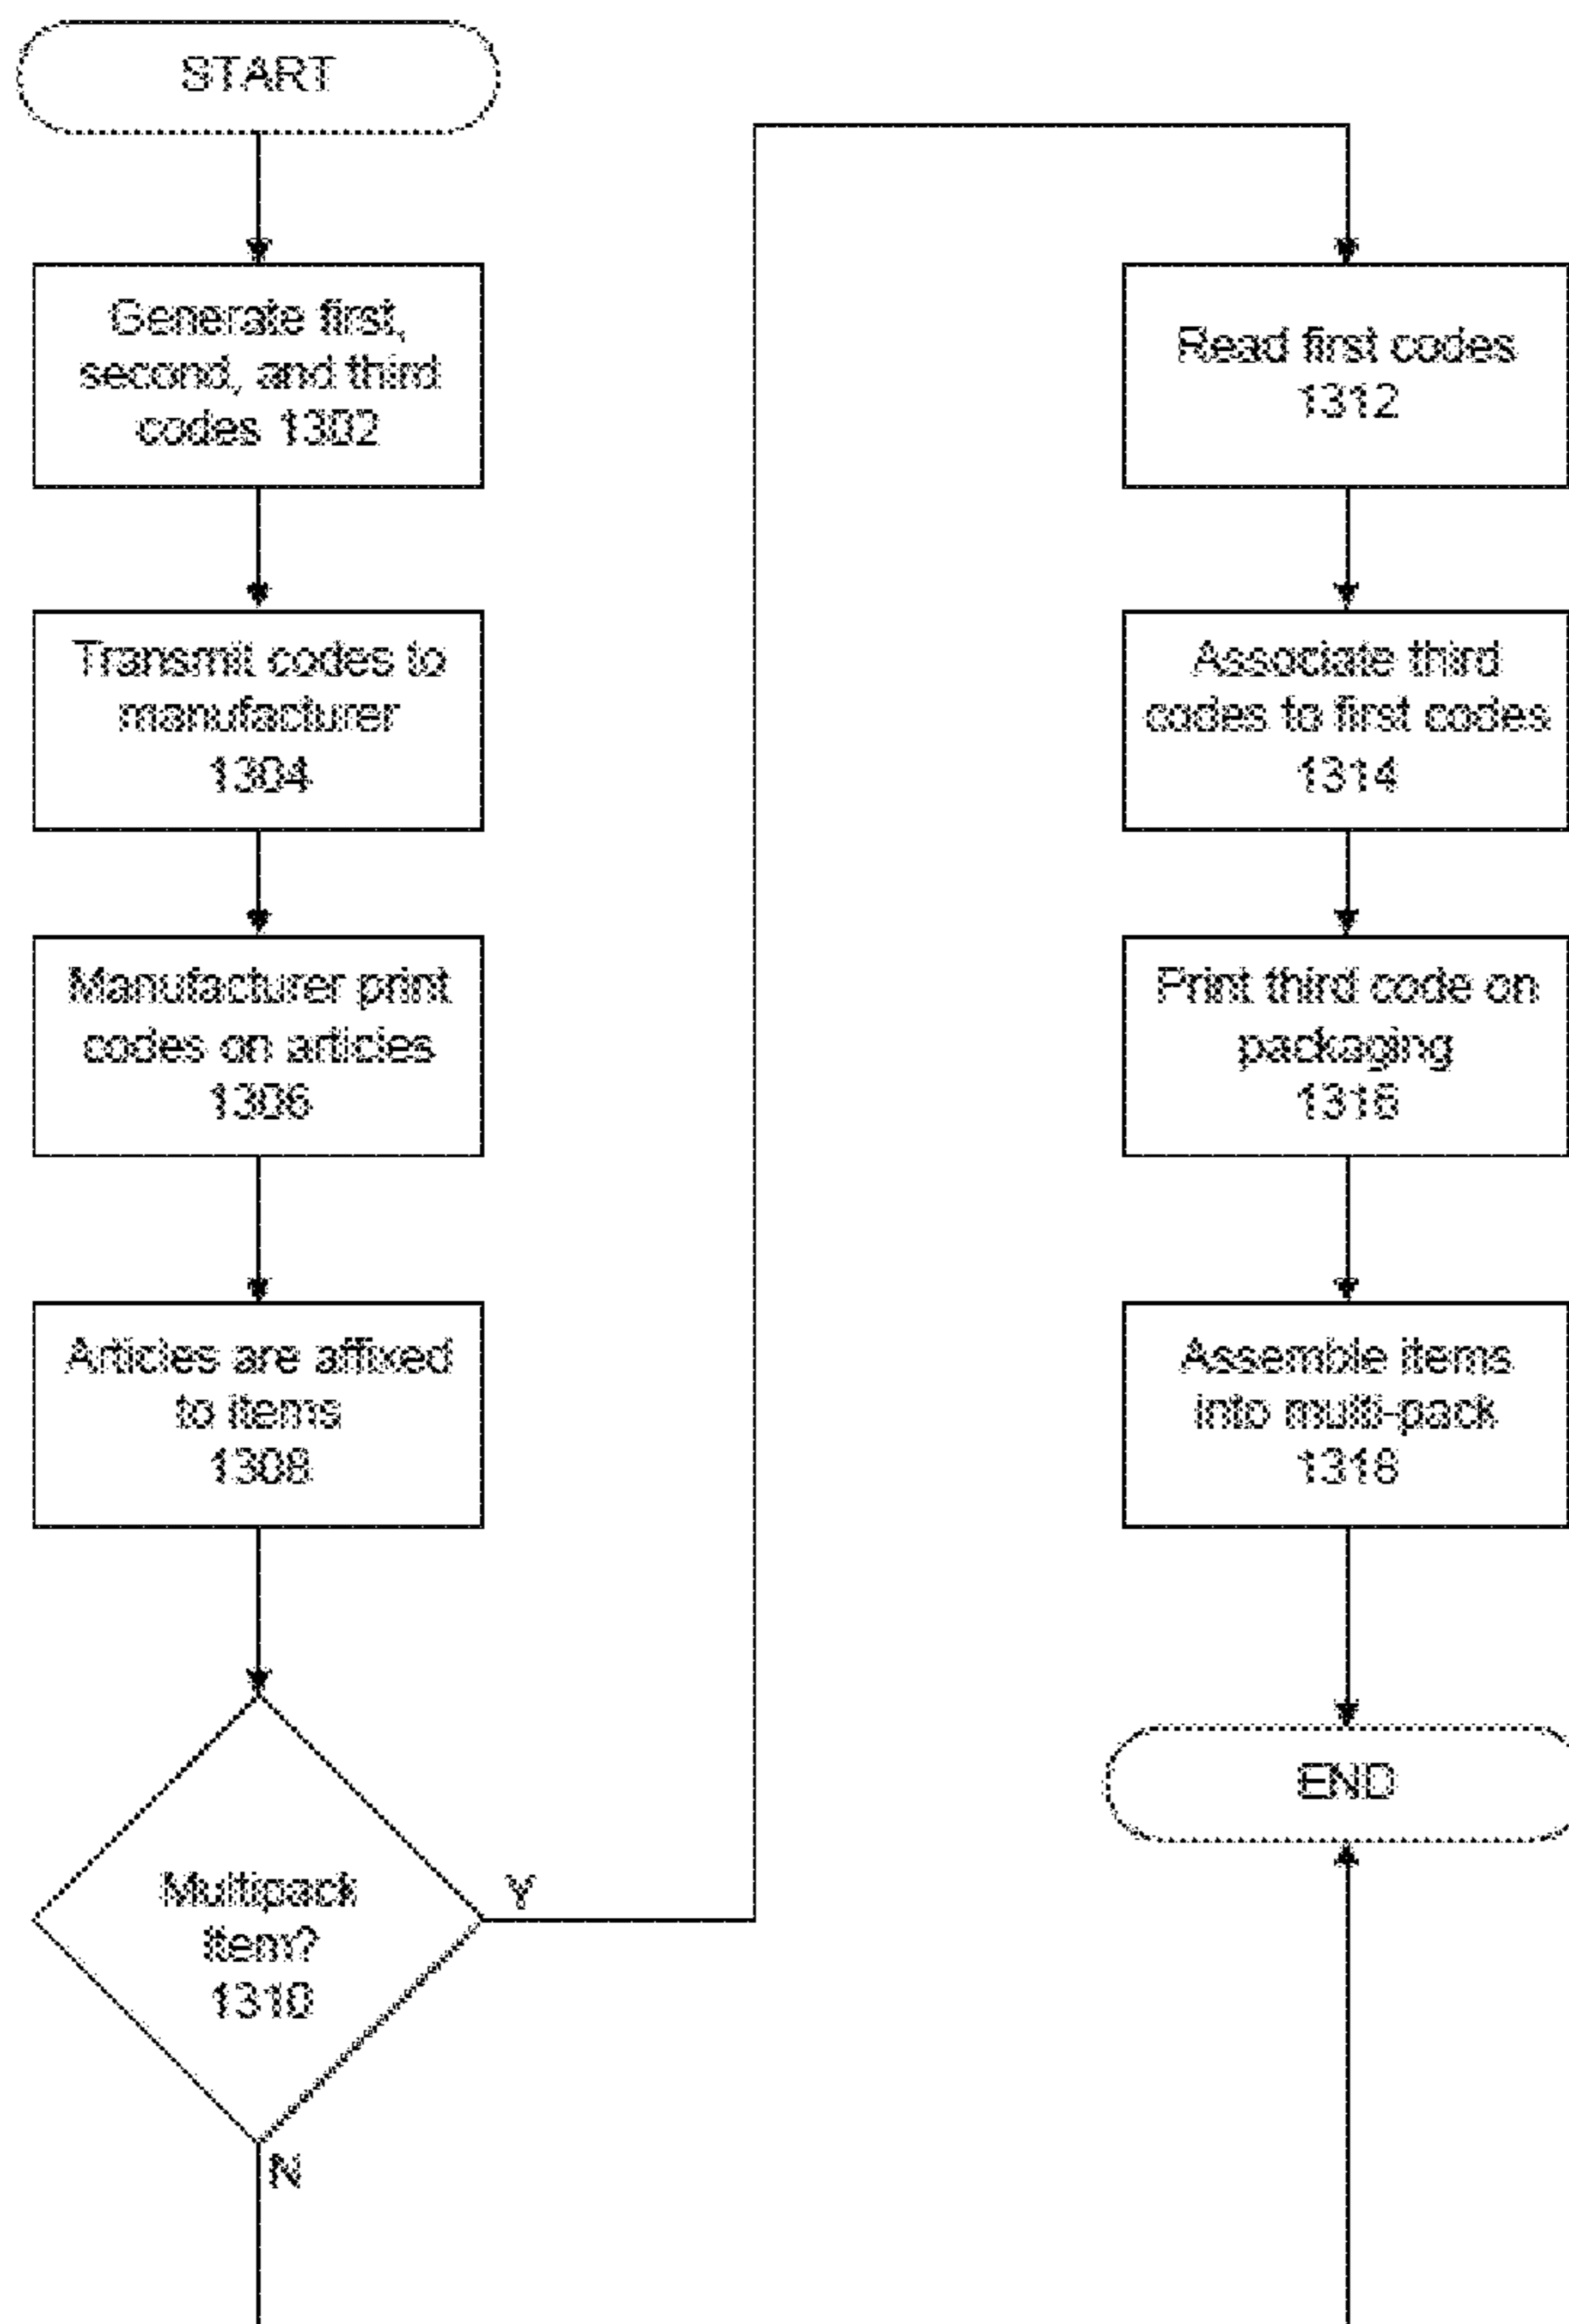 START
Generate first,
second, and third
codes 1302
Transmit codes to
manufacturer
1304
Manufacturer print
codes on articles
1306
Articles are affixed
to items
1308
Multipack
item?
1310
Y
N
Read first codes
1312
Associate third
codes to first codes
1314
Print third code on
packaging
1316
Assemble items
into multi-pack
1318
END